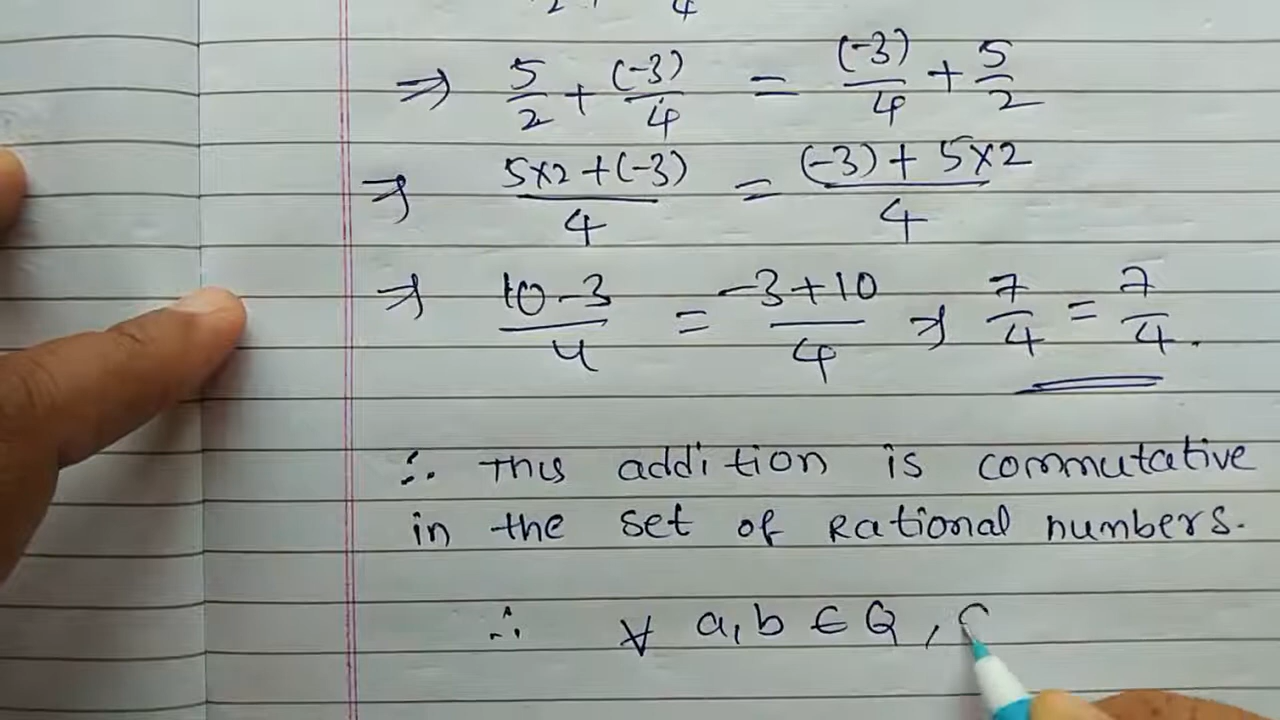 ⇒ 5/2 + (-3)/4 = (-3)/4 + 5/2
⇒ 5×2+(-3)/4 = (-3)+5×2/4
⇒ 10-3/4 = -3+10/4 ⇒ 7/4 = 7/4.
∴ This addition is commutative
in the set of Rational numbers.
∴ ∀ a, b ∈ Q,